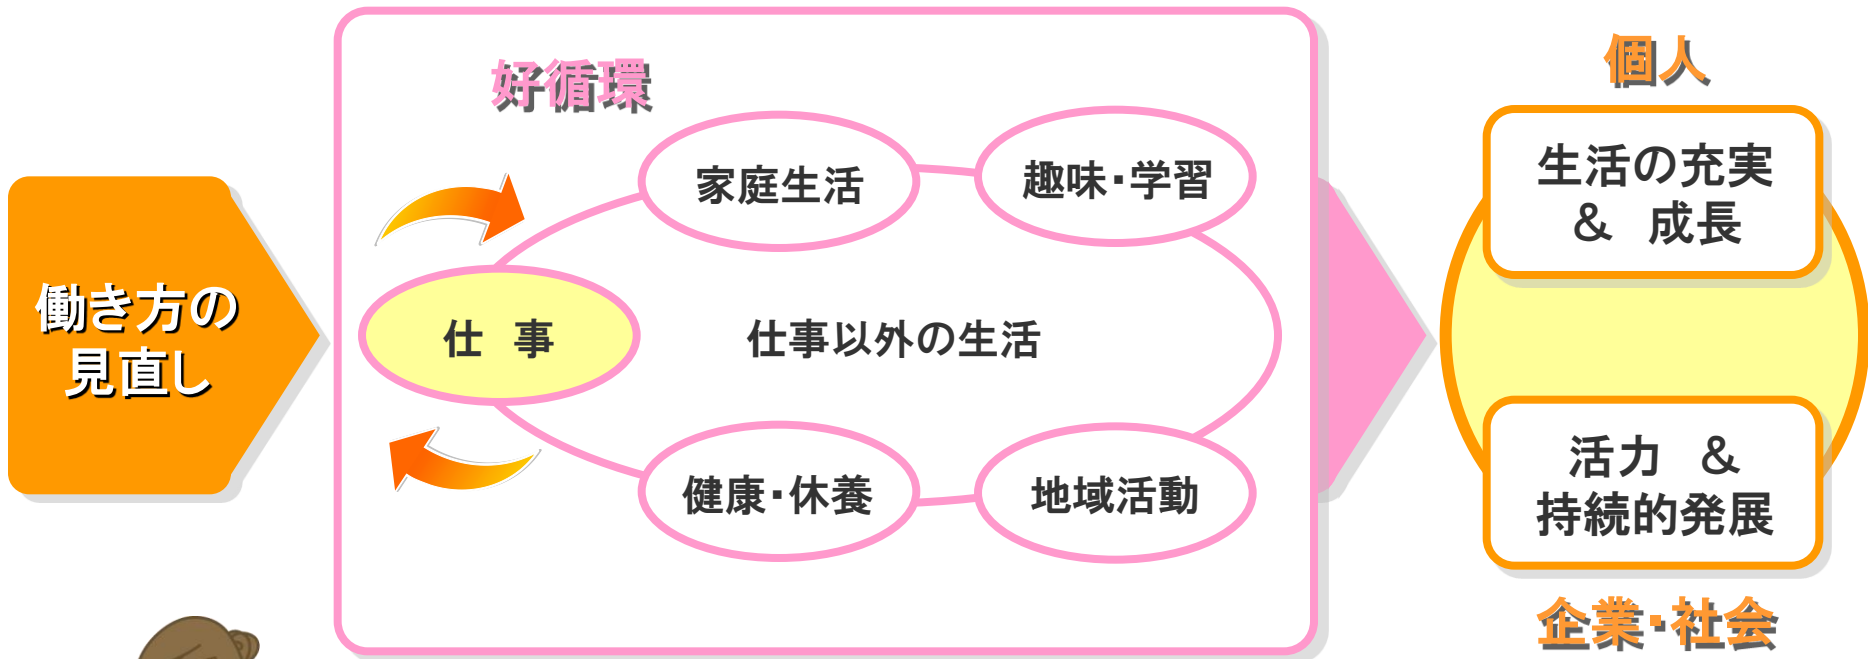 働き方の
見直し
好循環
家庭生活
趣味・学習
仕　事
仕事以外の生活
健康・休養
地域活動
個人
生活の充実
＆　成長
活力　＆
持続的発展
企業・社会